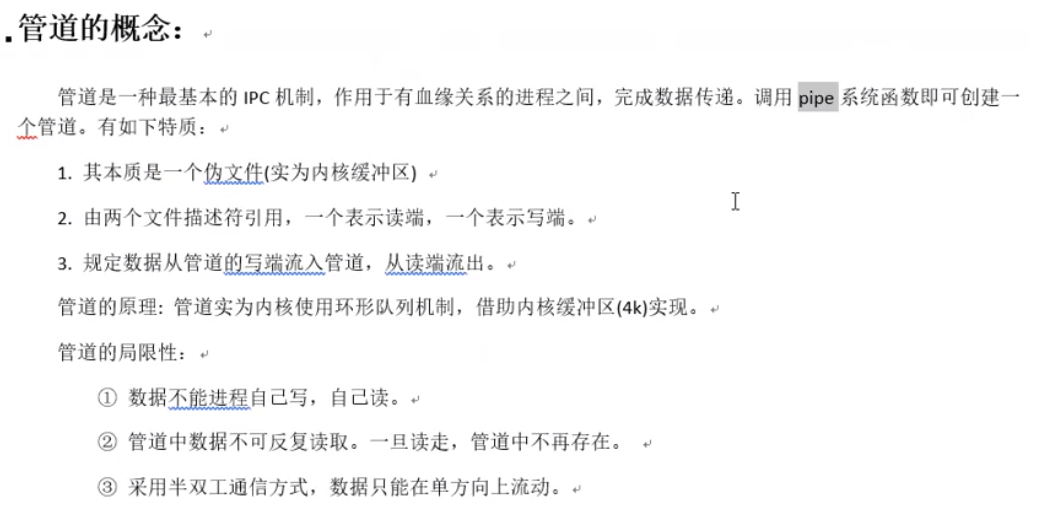 管道的概念：
管道是一种最基本的 IPC 机制，作用于有血缘关系的进程之间，完成数据传递。调用 pipe 系统函数即可创建一
个管道。有如下特质：
1. 其本质是一个伪文件(实为内核缓冲区)
2. 由两个文件描述符引用，一个表示读端，一个表示写端。
3. 规定数据从管道的写端流入管道，从读端流出。
管道的原理: 管道实为内核使用环形队列机制，借助内核缓冲区(4k)实现。
管道的局限性：
① 数据不能进程自己写，自己读。
② 管道中数据不可反复读取。一旦读走，管道中不再存在。
③ 采用半双工通信方式，数据只能在单方向上流动。